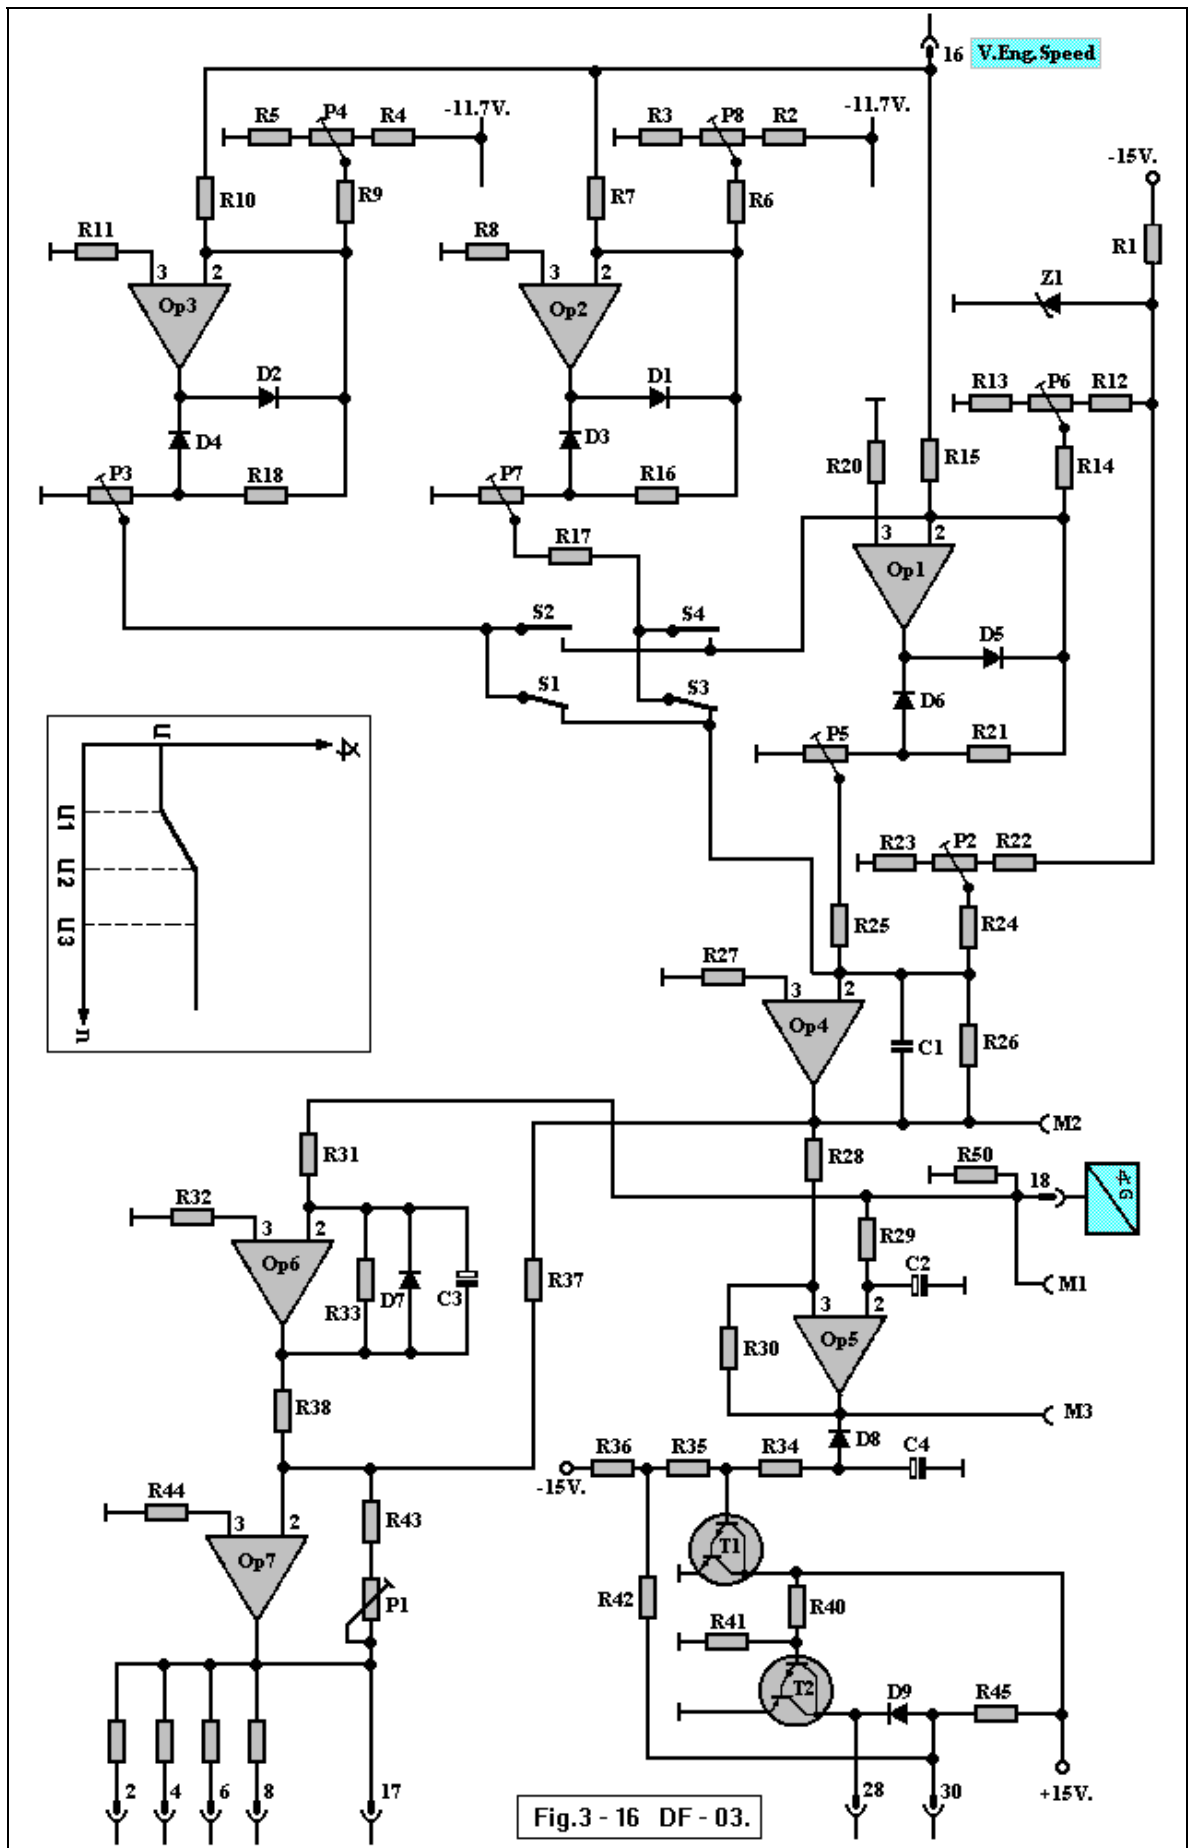 16 V.Eng.Speed
R5 P4 R4 -11.7V.
R3 P8 R2 -11.7V.
-15V.
R10 R9 R7 R6
R11 R8 R1
3 2 3 2
Op3 Op2
Z1
D2 D1
R13 P6 R12
D4 D3
R20 R15 R14
P3 R18 P7 R16
R17
3 2
Op1
S2 S4
D5
S1 S3
D6
P5 R21
R23 P2 R22
R25 R24
R27
3 2
Op4
C1 R26
M2
R31 R28 R50
18
G
R32
3 2
R29
Op6
C2
R33 D7 C3 R37
M1
3 2
Op5
R30
R38
M3
D8
R36 R35 R34 C4
-15V.
R44
3 2
R43
Op7
T1
P1
R42 R40
R41
T2
D9 R45
2 4 6 8 17
28 30
+15V.
Fig.3 - 16 DF - 03.
n
n1
n2
n3
n